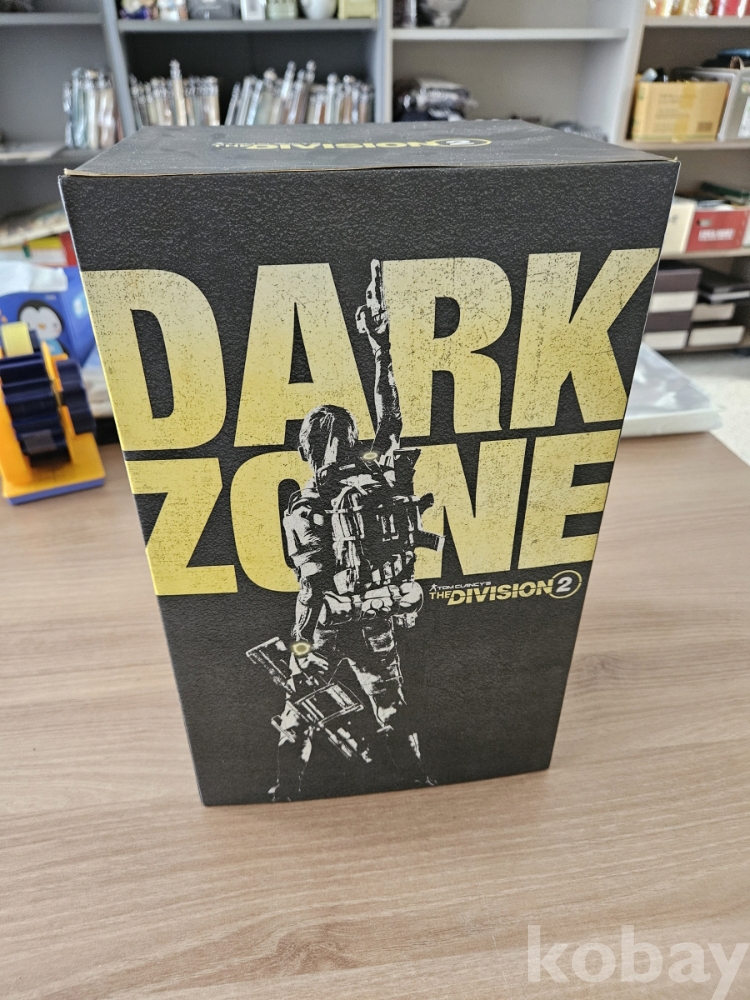 THE DIVISION 2
DARK
ZONE
TOM CLANCY'S
THE DIVISION 2
kobay